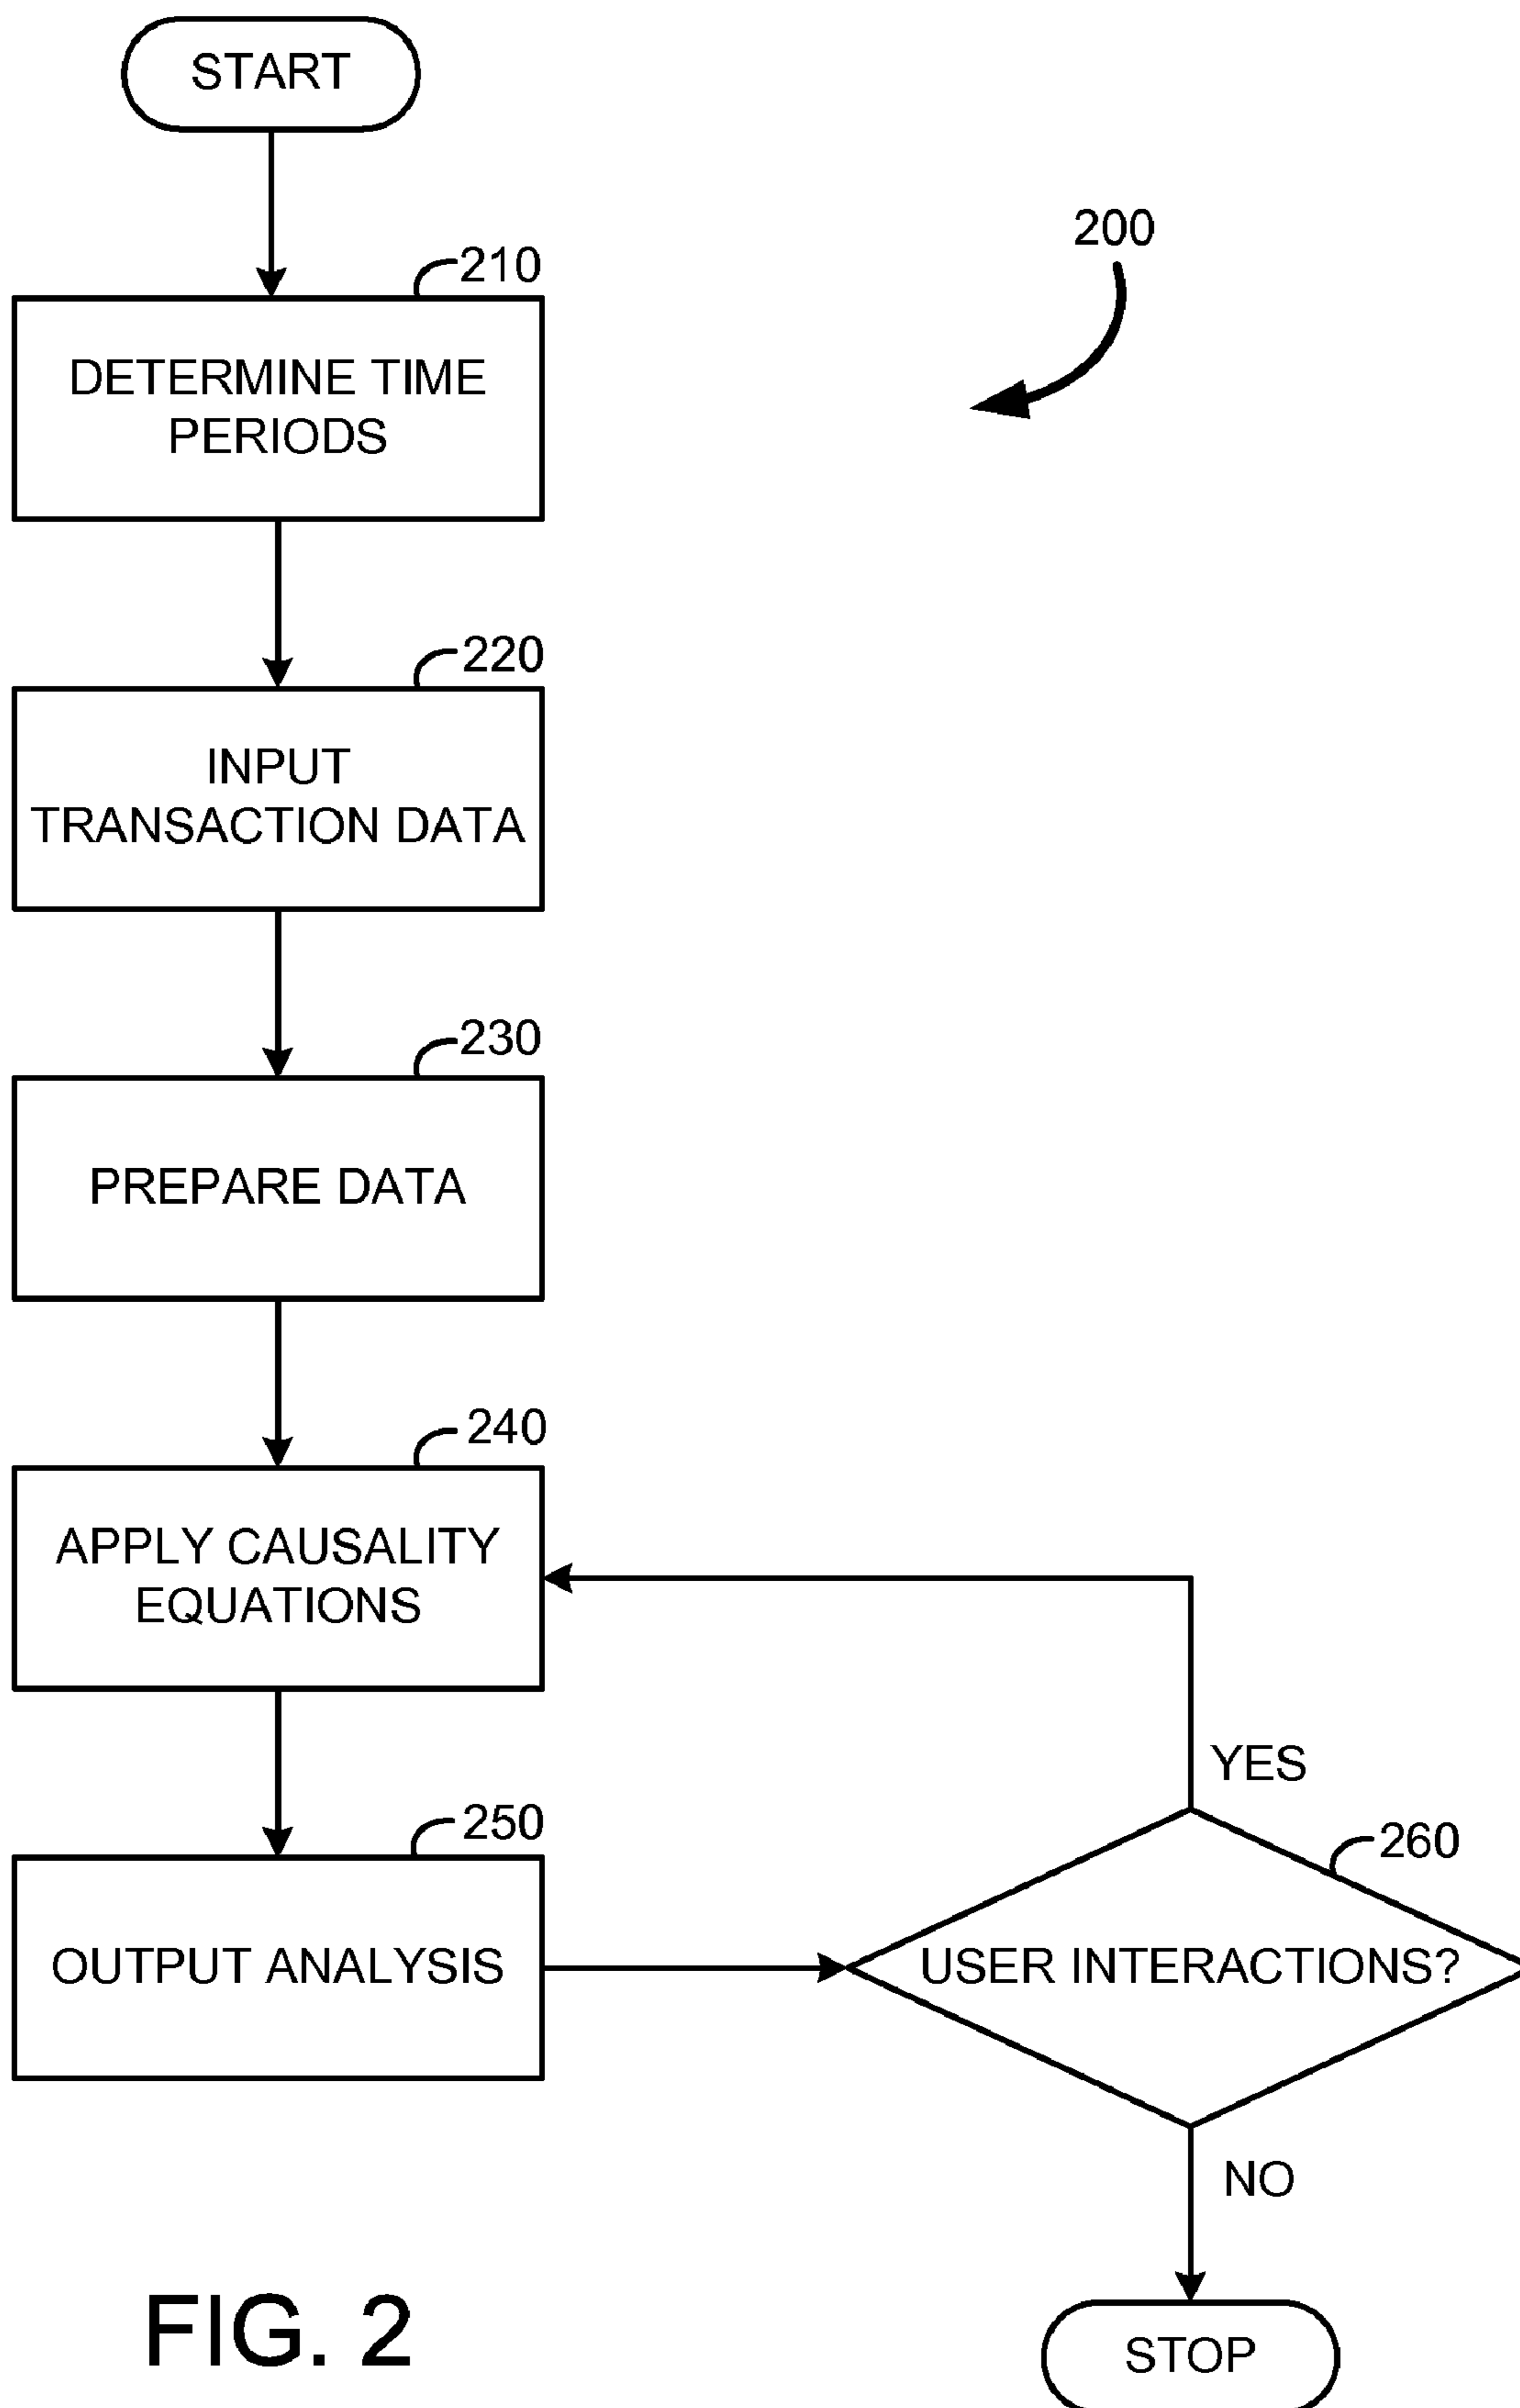 START
200
210
DETERMINE TIME
PERIODS
220
INPUT
TRANSACTION DATA
230
PREPARE DATA
240
APPLY CAUSALITY
EQUATIONS
YES
250
260
OUTPUT ANALYSIS
USER INTERACTIONS?
NO
FIG. 2
STOP